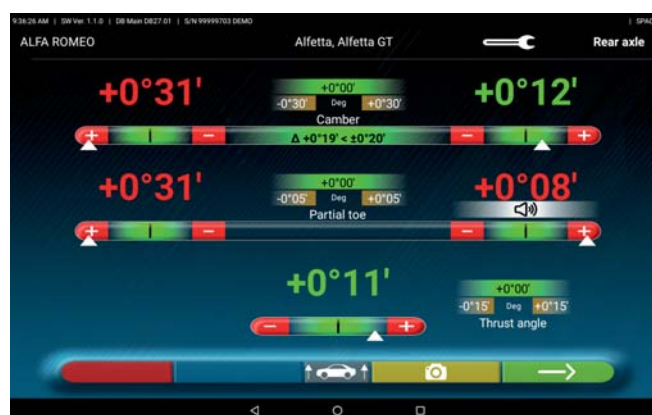 9:36:26 AM | SW Ver. 1.1.0 | DB Main DB27.01 | S/N 99999703 DEMO | SPAC
ALFA ROMEO Alfetta, Alfetta GT Rear axle
+0°31' +0°00' +0°12'
-0°30' Deg +0°30'
Camber
+ − Δ +0°19' < ±0°20' − +
+0°31' +0°00' +0°08'
-0°05' Deg +0°05'
Partial toe
+ − − +
+0°11' +0°00'
-0°15' Deg +0°15'
− + Thrust angle